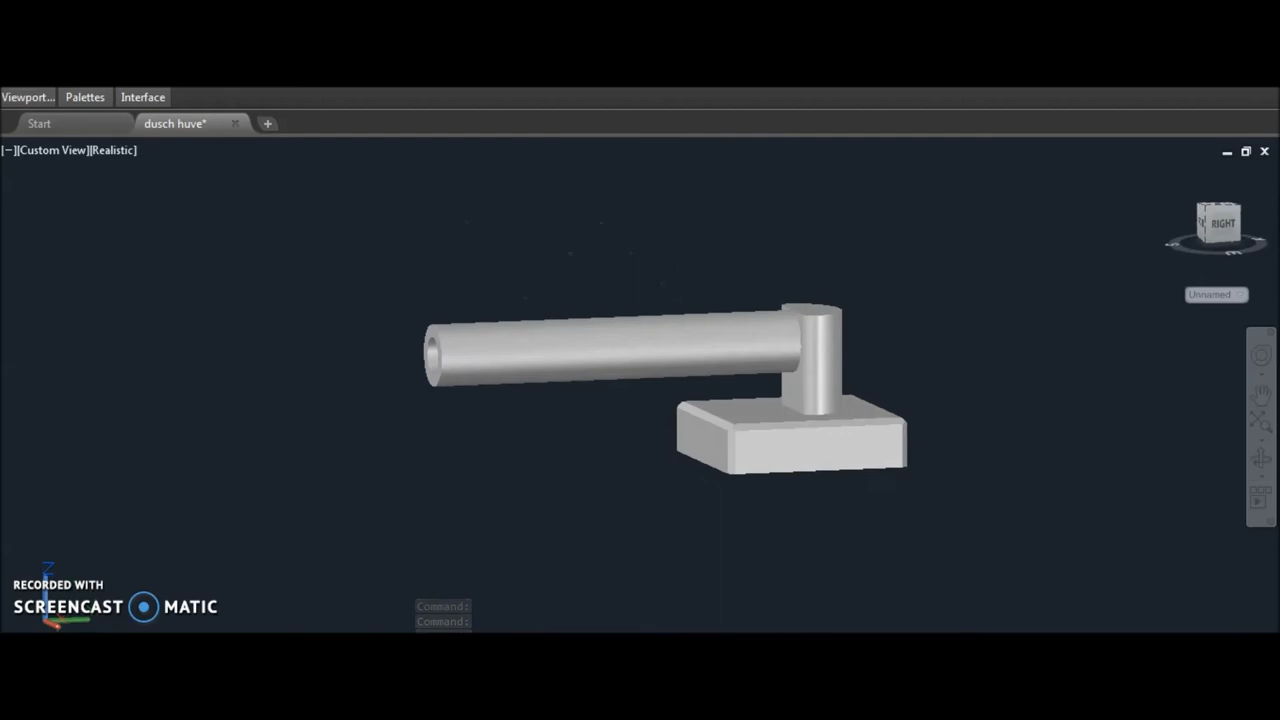 Viewport... Palettes Interface
Start dusch huve* +
[−][Custom View][Realistic]
RIGHT
Unnamed
Z
RECORDED WITH
SCREENCAST MATIC
Command:
Command: